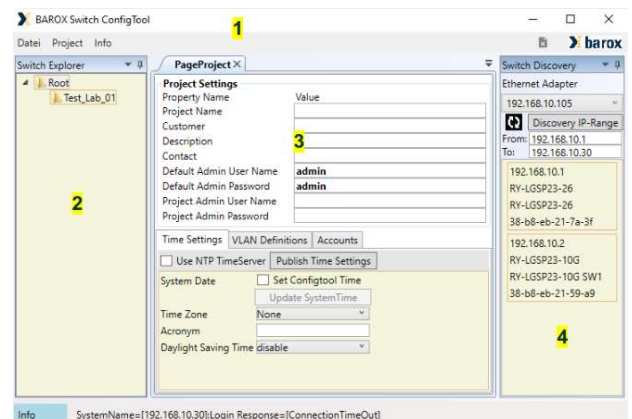 BAROX Switch ConfigTool
1
Datei Project Info
barox
Switch Explorer
Root
Test_Lab_01
2
PageProject
Project Settings
Property Name Value
Project Name
Customer
Description
3
Contact
Default Admin User Name admin
Default Admin Password admin
Project Admin User Name
Project Admin Password
Time Settings VLAN Definitions Accounts
Use NTP TimeServer Publish Time Settings
System Date Set Configtool Time
Update SystemTime
Time Zone None
Acronym
Daylight Saving Time disable
Switch Discovery
Ethernet Adapter
192.168.10.105
Discovery IP-Range
From: 192.168.10.1
To: 192.168.10.30
192.168.10.1
RY-LGSP23-26
RY-LGSP23-26
38-b8-eb-21-7a-3f
192.168.10.2
RY-LGSP23-10G
RY-LGSP23-10G SW1
38-b8-eb-21-59-a9
4
Info SystemName=[192.168.10.30]:Login Response=[ConnectionTimeOut]